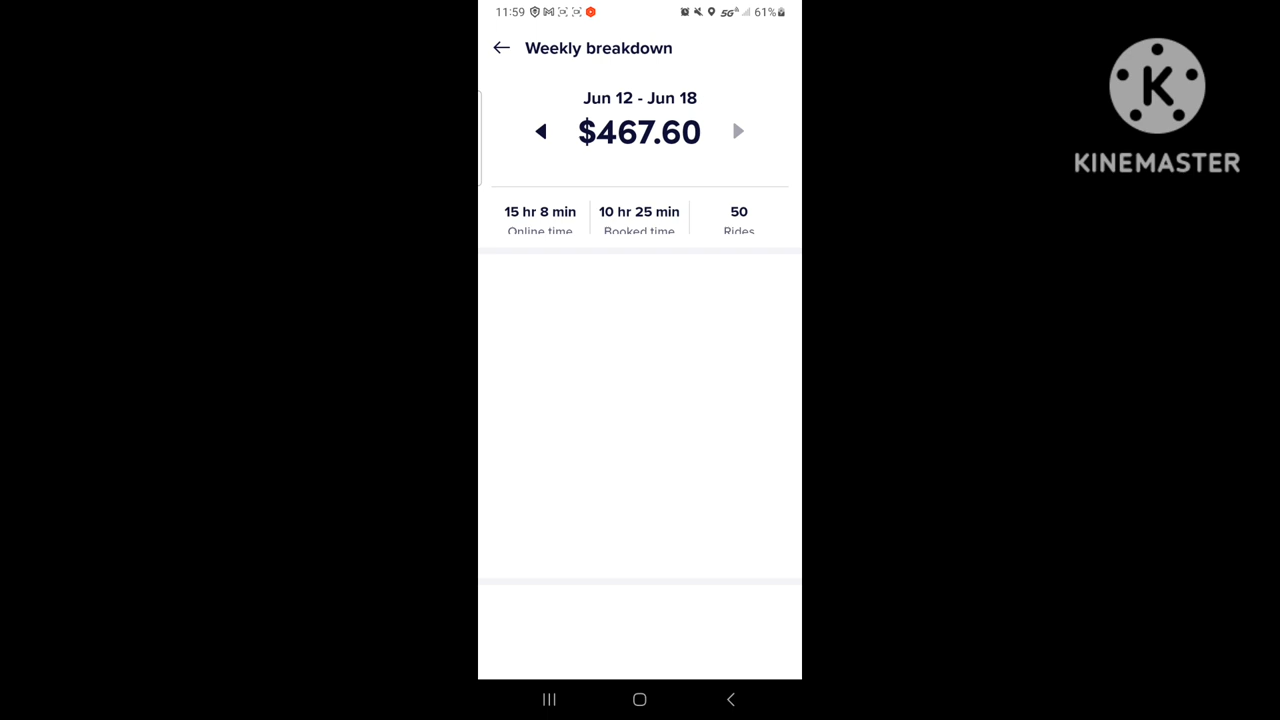 11:59 5G 61%
Weekly breakdown
Jun 12 - Jun 18
$467.60
15 hr 8 min 10 hr 25 min 50
Online time Booked time Rides
K
KINEMASTER